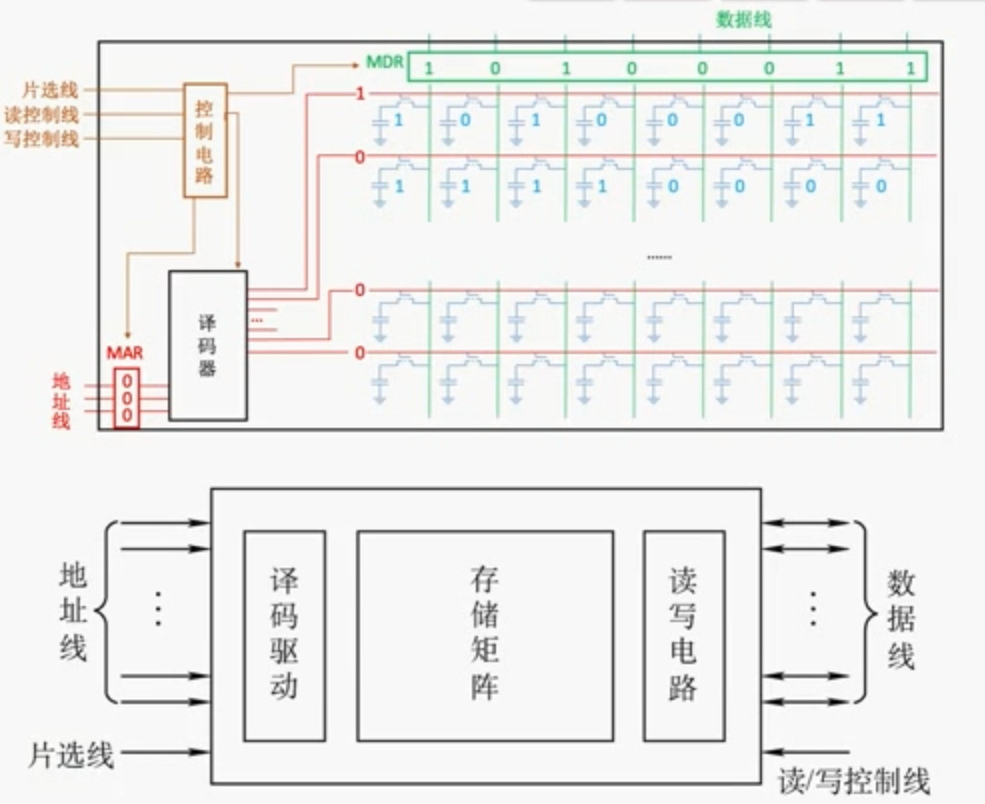 数据线
MDR 1 0 1 0 0 0 1 1
片选线
读控制线
写控制线
控制电路
1
1 0 1 0 0 0 1 1
0
1 1 1 1 0 0 0 0
……
0
0
译码器
…
MAR
地址线
0
0
0
地址线
译码驱动
存储矩阵
读写电路
数据线
片选线
读/写控制线